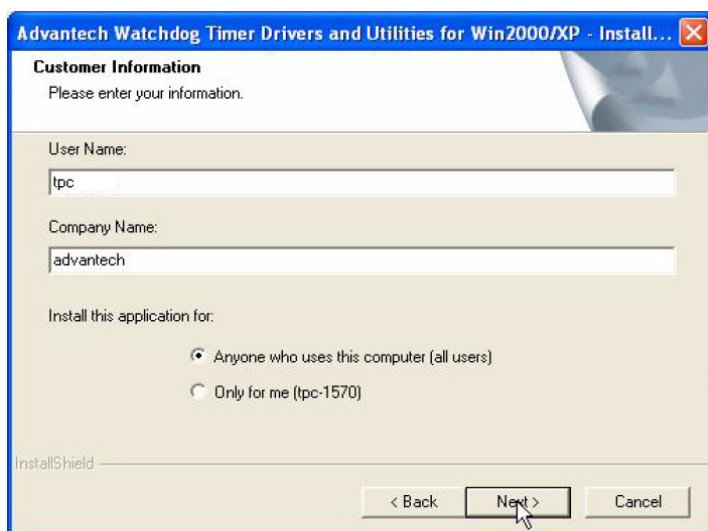 Advantech Watchdog Timer Drivers and Utilities for Win2000/XP - Install...
Customer Information
Please enter your information.
User Name:
tpc
Company Name:
advantech
Install this application for:
Anyone who uses this computer (all users)
Only for me (tpc-1570)
InstallShield
< Back Next > Cancel